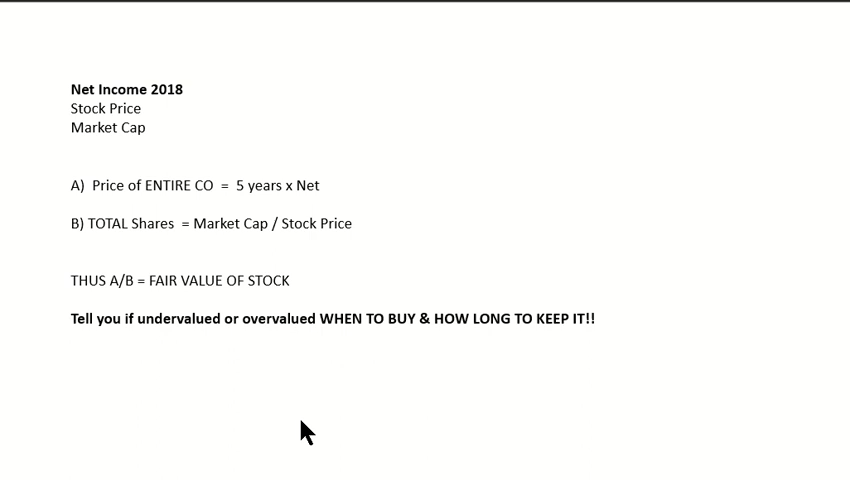 Net Income 2018
Stock Price
Market Cap
A) Price of ENTIRE CO = 5 years x Net
B) TOTAL Shares = Market Cap / Stock Price
THUS A/B = FAIR VALUE OF STOCK
Tell you if undervalued or overvalued WHEN TO BUY & HOW LONG TO KEEP IT!!